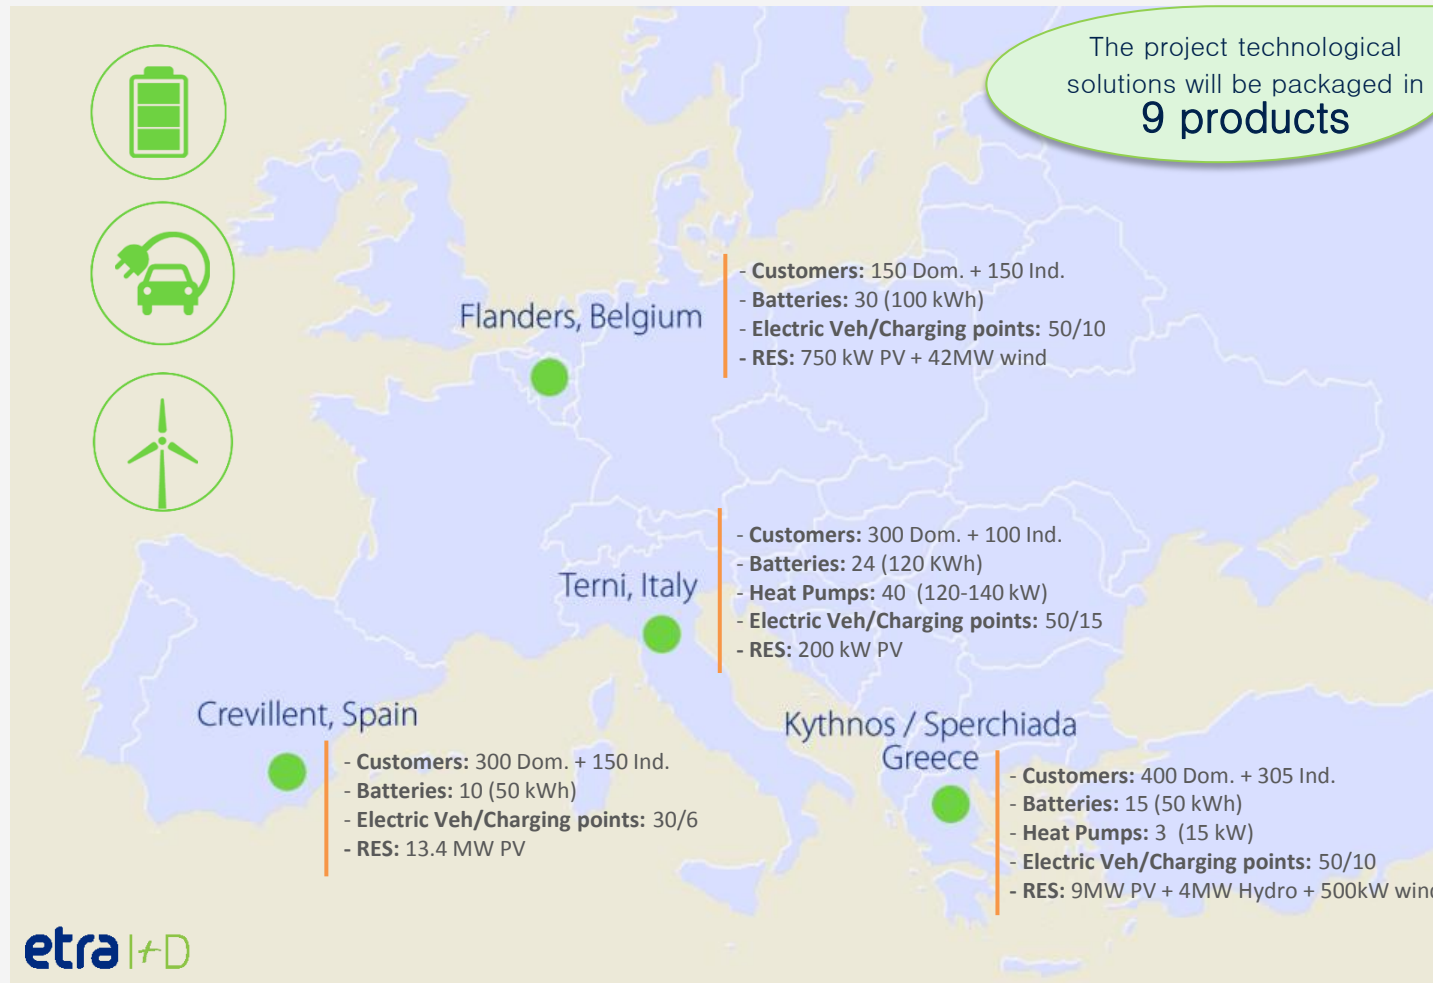 The project technological
solutions will be packaged in
9 products
Flanders, Belgium
- Customers: 150 Dom. + 150 Ind.
- Batteries: 30 (100 kWh)
- Electric Veh/Charging points: 50/10
- RES: 750 kW PV + 42MW wind
Terni, Italy
- Customers: 300 Dom. + 100 Ind.
- Batteries: 24 (120 KWh)
- Heat Pumps: 40 (120-140 kW)
- Electric Veh/Charging points: 50/15
- RES: 200 kW PV
Crevillent, Spain
- Customers: 300 Dom. + 150 Ind.
- Batteries: 10 (50 kWh)
- Electric Veh/Charging points: 30/6
- RES: 13.4 MW PV
Kythnos / Sperchiada
Greece
- Customers: 400 Dom. + 305 Ind.
- Batteries: 15 (50 kWh)
- Heat Pumps: 3 (15 kW)
- Electric Veh/Charging points: 50/10
- RES: 9MW PV + 4MW Hydro + 500kW wind
etra I+D